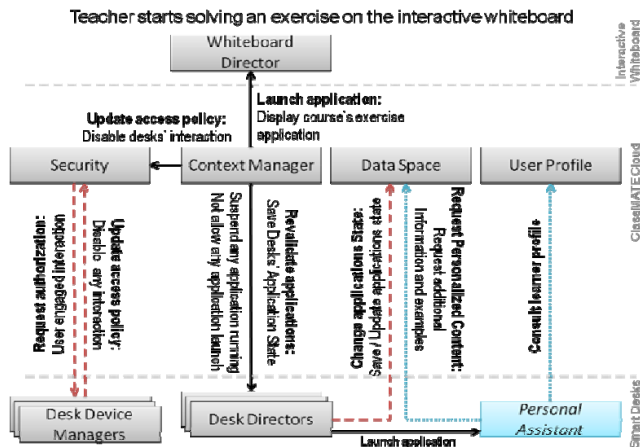 Teacher starts solving an exercise on the interactive whiteboard
Whiteboard
Director
Interactive
Whiteboard
Update access policy:
Disable desks' interaction
Launch application:
Display course's exercise
application
Security
Context Manager
Data Space
User Profile
ClassMATE Cloud
Request authorization:
User engague interaction
Update access policy:
Disable any interaction
Revalidate applications:
Save Desks' Application State
Suspend any application running
Not allow any application launch
Change applications State:
Save / Update applications state
Request Personalized Content:
Request additional
Information and examples
Consult learner profile
Desk Device
Managers
Desk Directors
Launch application
Personal
Assistant
Smart Desks